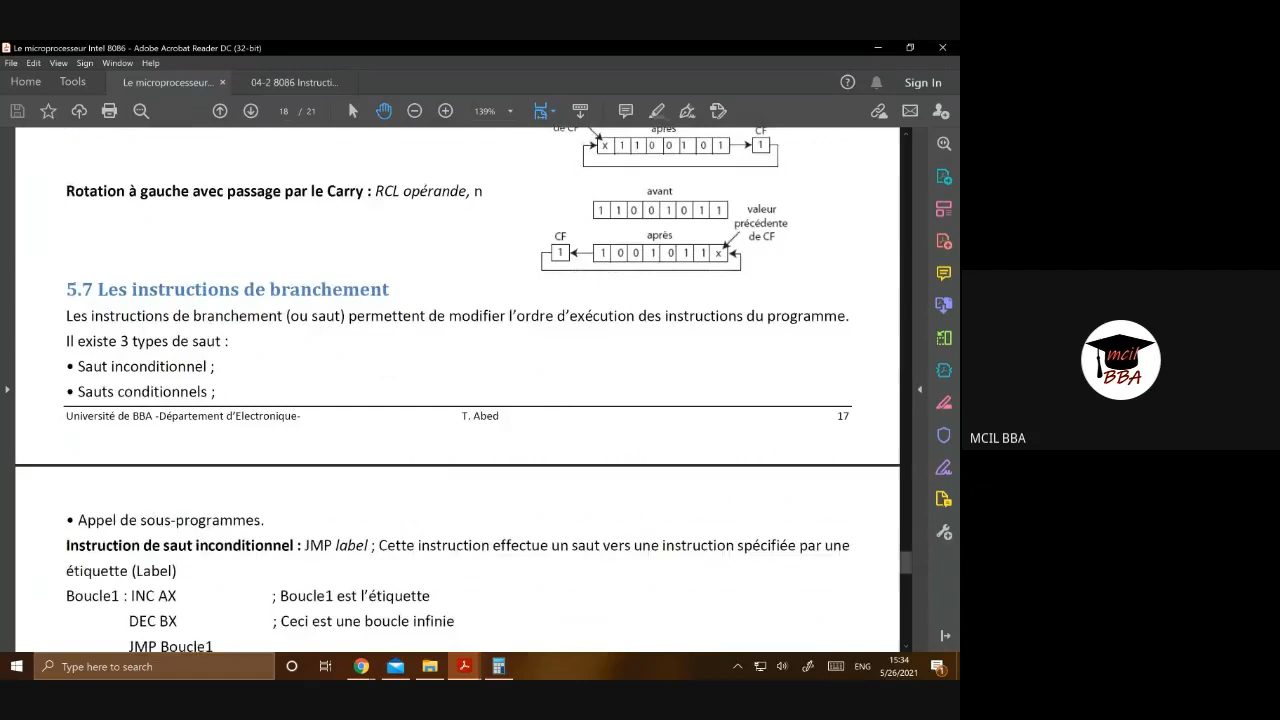 Le microprocesseur Intel 8086 - Adobe Acrobat Reader DC (32-bit)
File Edit View Sign Window Help
Home Tools Le microprocesseur... × 04-2 8086 Instructi... Sign In
18 / 21 139%
de CF après CF
x 1 1 0 0 1 0 1 1
Rotation à gauche avec passage par le Carry : RCL opérande, n
avant
1 1 0 0 1 0 1 1
valeur
précédente
de CF
CF après
1 1 0 0 1 0 1 1 x
5.7 Les instructions de branchement
Les instructions de branchement (ou saut) permettent de modifier l’ordre d’exécution des instructions du programme.
Il existe 3 types de saut :
• Saut inconditionnel ;
• Sauts conditionnels ;
Université de BBA -Département d’Electronique- T. Abed 17
• Appel de sous-programmes.
Instruction de saut inconditionnel : JMP label ; Cette instruction effectue un saut vers une instruction spécifiée par une
étiquette (Label)
Boucle1 : INC AX ; Boucle1 est l’étiquette
DEC BX ; Ceci est une boucle infinie
JMP Boucle1
mcil
BBA
MCIL BBA
Type here to search
ENG
15:34
5/26/2021
1